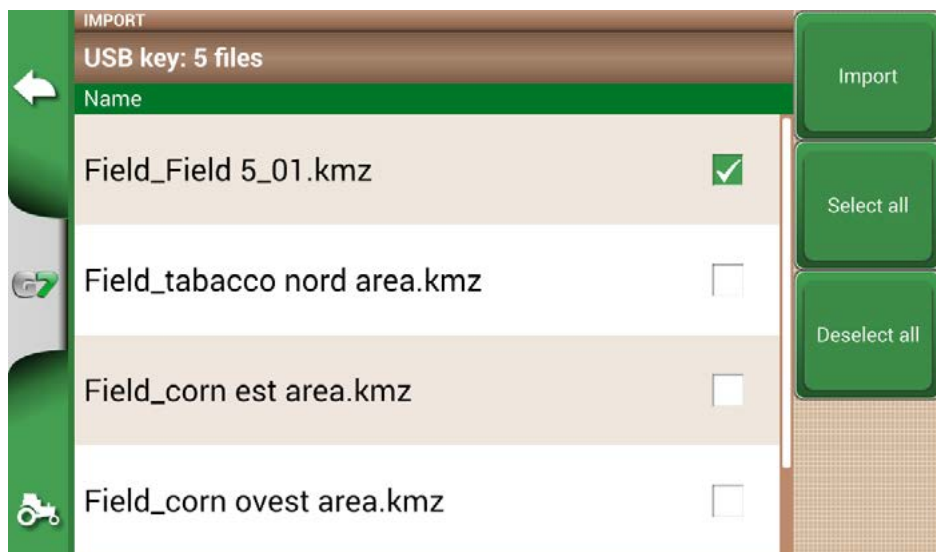 IMPORT
USB key: 5 files
Name
Field_Field 5_01.kmz
Field_tabacco nord area.kmz
Field_corn est area.kmz
Field_corn ovest area.kmz
G7
Import
Select all
Deselect all